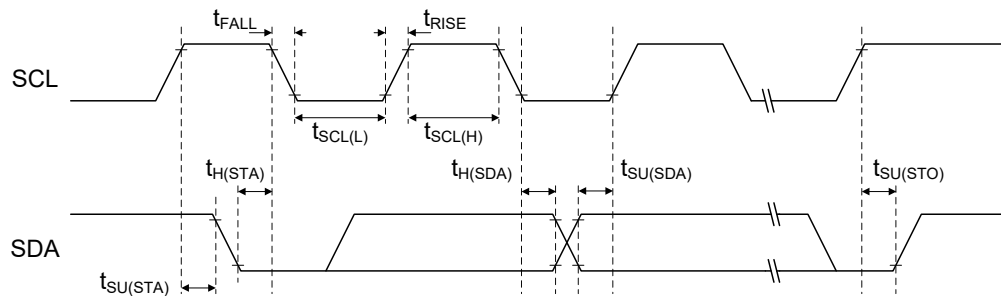 tFALL tRISE
SCL
tSCL(L) tSCL(H)
tH(STA) tH(SDA) tSU(SDA) tSU(STO)
SDA
tSU(STA)